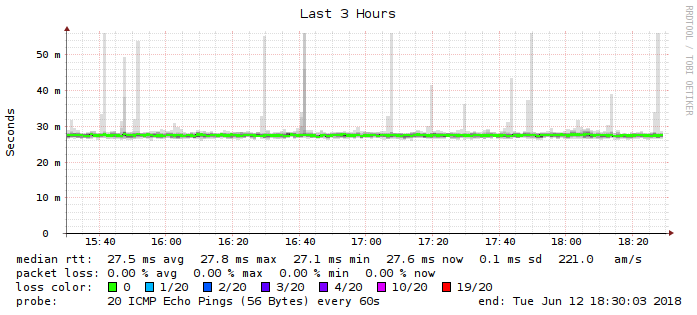 Last 3 Hours
RRDTOOL / TOBI OETIKER
Seconds
50 m
40 m
30 m
20 m
10 m
0
15:40 16:00 16:20 16:40 17:00 17:20 17:40 18:00 18:20
median rtt: 27.5 ms avg 27.8 ms max 27.1 ms min 27.6 ms now 0.1 ms sd 221.0 am/s
packet loss: 0.00 % avg 0.00 % max 0.00 % min 0.00 % now
loss color: 0 1/20 2/20 3/20 4/20 10/20 19/20
probe: 20 ICMP Echo Pings (56 Bytes) every 60s end: Tue Jun 12 18:30:03 2018